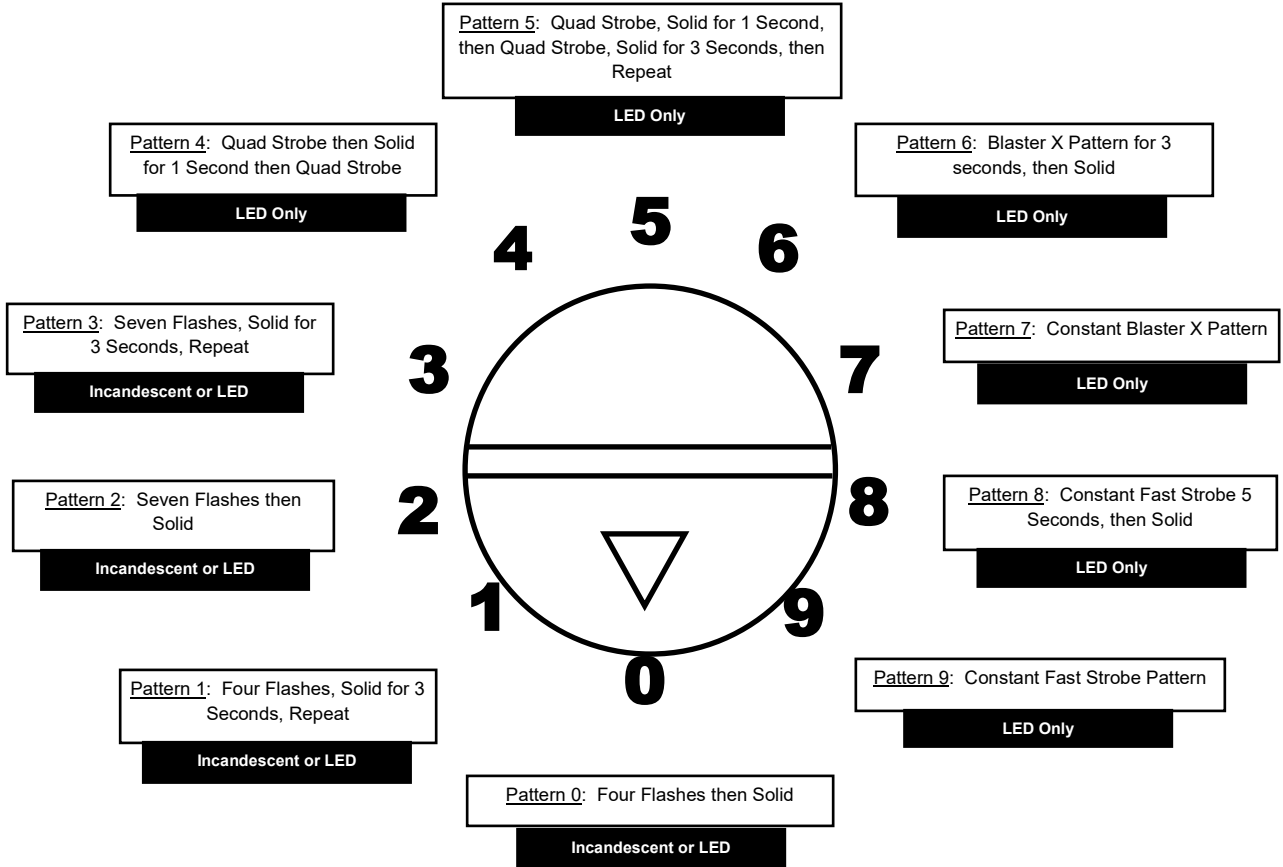 Pattern 5: Quad Strobe, Solid for 1 Second,
then Quad Strobe, Solid for 3 Seconds, then
Repeat
LED Only
Pattern 4: Quad Strobe then Solid
for 1 Second then Quad Strobe
LED Only
Pattern 6: Blaster X Pattern for 3
seconds, then Solid
LED Only
5
4
6
Pattern 3: Seven Flashes, Solid for
3 Seconds, Repeat
Incandescent or LED
3
7
Pattern 7: Constant Blaster X Pattern
LED Only
Pattern 2: Seven Flashes then
Solid
Incandescent or LED
2
8
Pattern 8: Constant Fast Strobe 5
Seconds, then Solid
LED Only
1
9
0
Pattern 1: Four Flashes, Solid for 3
Seconds, Repeat
Incandescent or LED
Pattern 9: Constant Fast Strobe Pattern
LED Only
Pattern 0: Four Flashes then Solid
Incandescent or LED